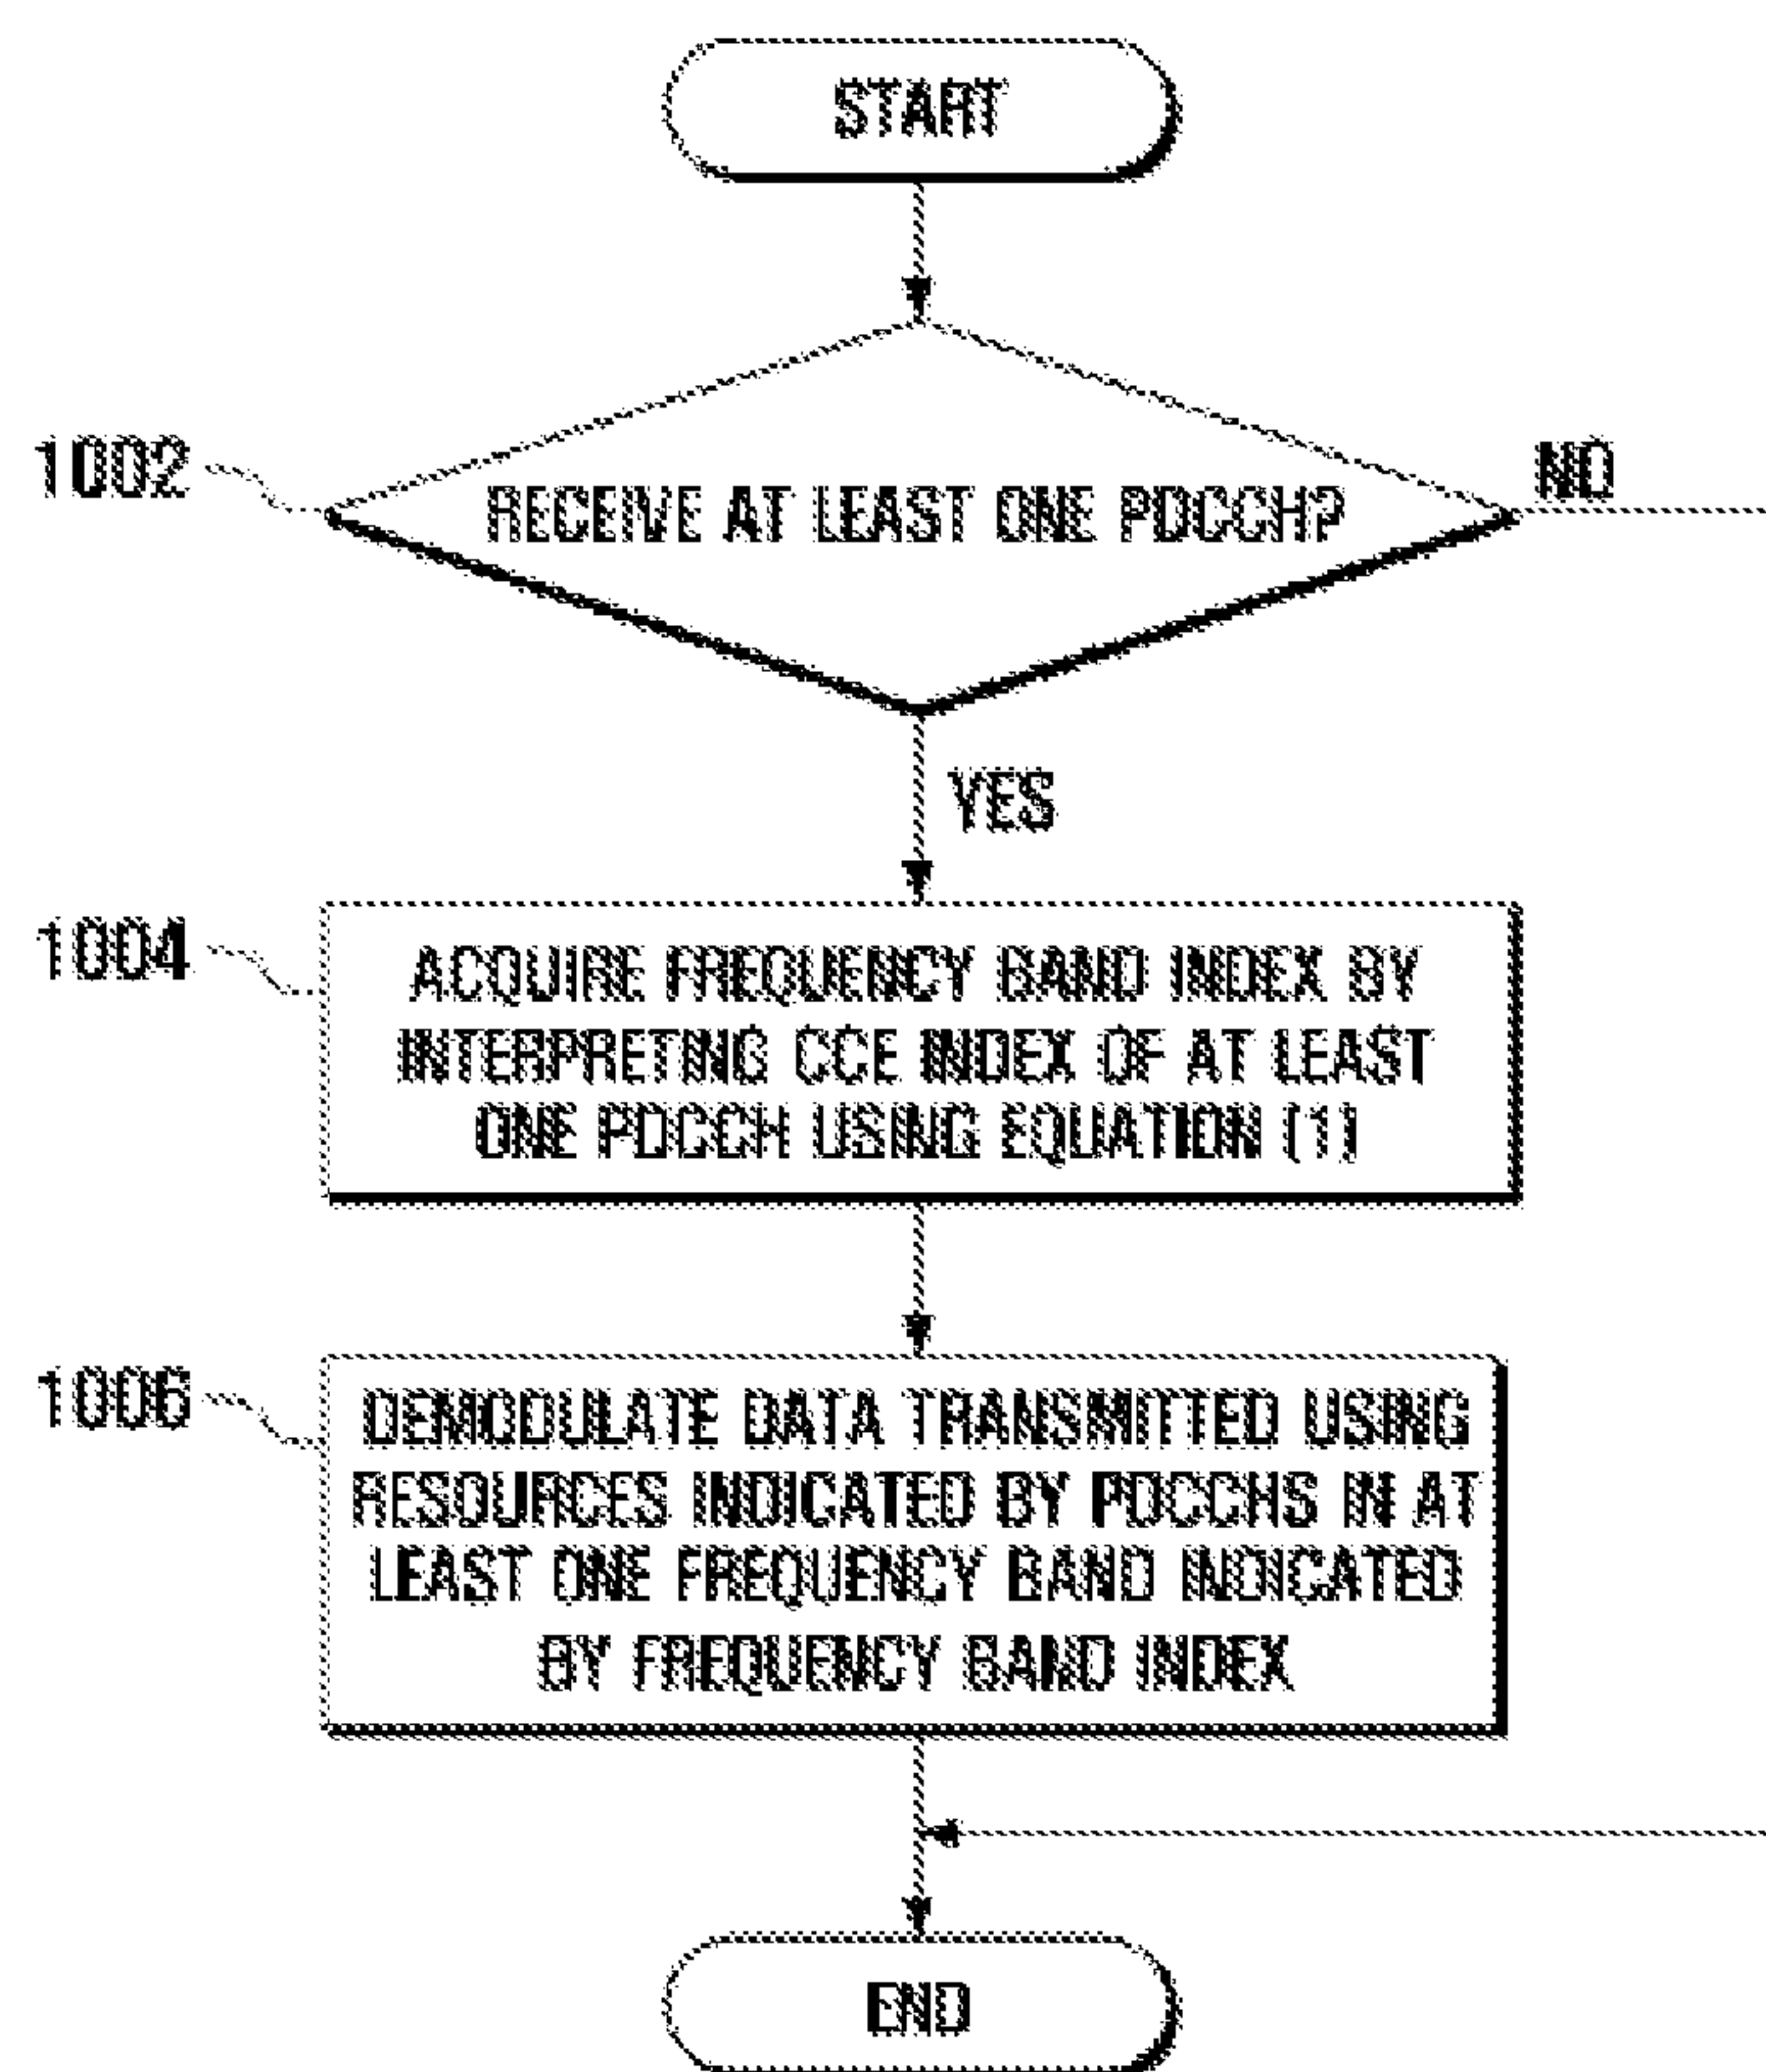 START
1002
RECEIVE AT LEAST ONE PDCCH?
NO
YES
1004
ACQUIRE FREQUENCY BAND INDEX BY
INTERPRETING CCE INDEX OF AT LEAST
ONE PDCCH USING EQUATION (1)
1006
DEMODULATE DATA TRANSMITTED USING
RESOURCES INDICATED BY PDCCHS IN AT
LEAST ONE FREQUENCY BAND INDICATED
BY FREQUENCY BAND INDEX
END